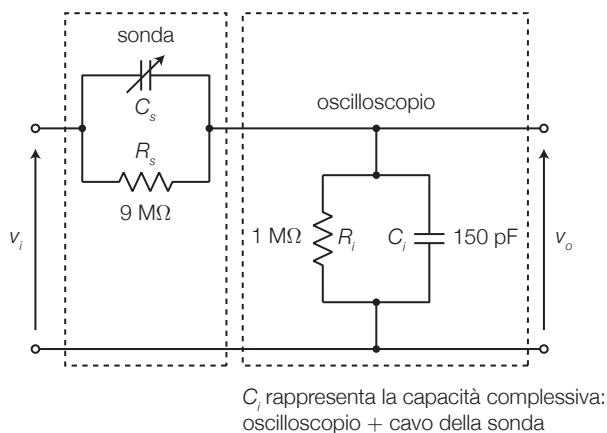 sonda
C_s
oscilloscopio
R_s
9 MΩ
v_i
1 MΩ
R_i
C_i
150 pF
v_o
C_i rappresenta la capacità complessiva:
oscilloscopio + cavo della sonda